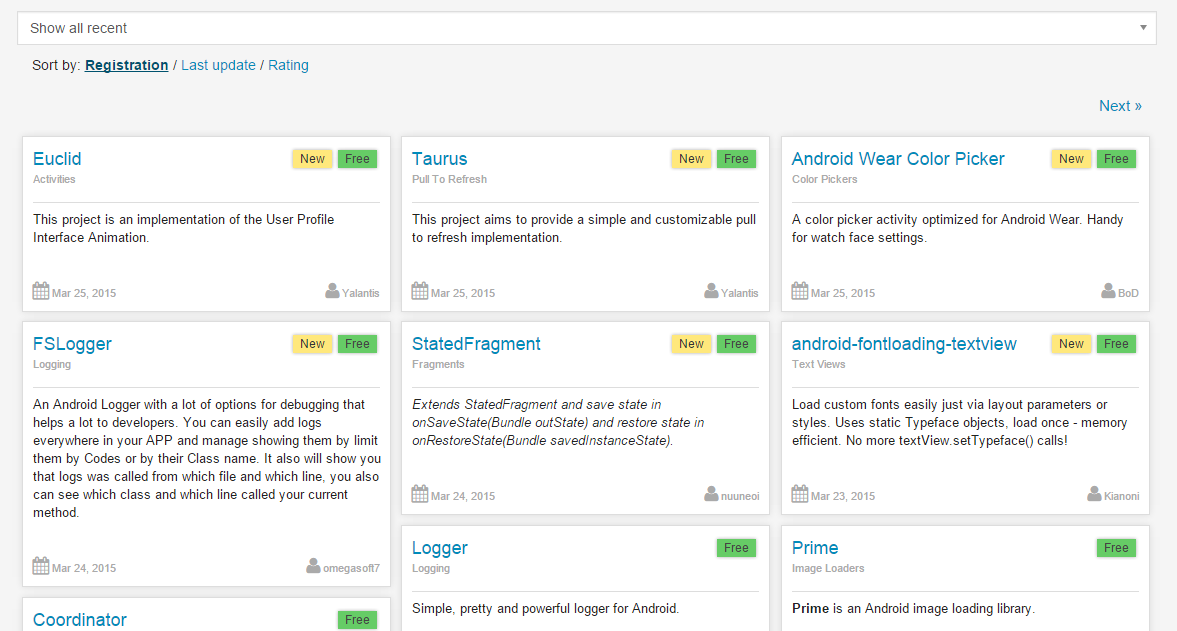 Show all recent
Sort by: Registration / Last update / Rating
Next »
Euclid
New
Free
Activities
This project is an implementation of the User Profile
Interface Animation.
Mar 25, 2015
Yalantis
Taurus
New
Free
Pull To Refresh
This project aims to provide a simple and customizable pull
to refresh implementation.
Mar 25, 2015
Yalantis
Android Wear Color Picker
New
Free
Color Pickers
A color picker activity optimized for Android Wear. Handy
for watch face settings.
Mar 25, 2015
BoD
FSLogger
New
Free
Logging
An Android Logger with a lot of options for debugging that
helps a lot to developers. You can easily add logs
everywhere in your APP and manage showing them by limit
them by Codes or by their Class name. It also will show you
that logs was called from which file and which line, you also
can see which class and which line called your current
method.
Mar 24, 2015
omegasoft7
StatedFragment
New
Free
Fragments
Extends StatedFragment and save state in
onSaveState(Bundle outState) and restore state in
onRestoreState(Bundle savedInstanceState).
Mar 24, 2015
nuuneoi
android-fontloading-textview
New
Free
Text Views
Load custom fonts easily just via layout parameters or
styles. Uses static Typeface objects, load once - memory
efficient. No more textView.setTypeface() calls!
Mar 23, 2015
Kianoni
Coordinator
Free
Logger
Free
Logging
Simple, pretty and powerful logger for Android.
Prime
Free
Image Loaders
Prime is an Android image loading library.